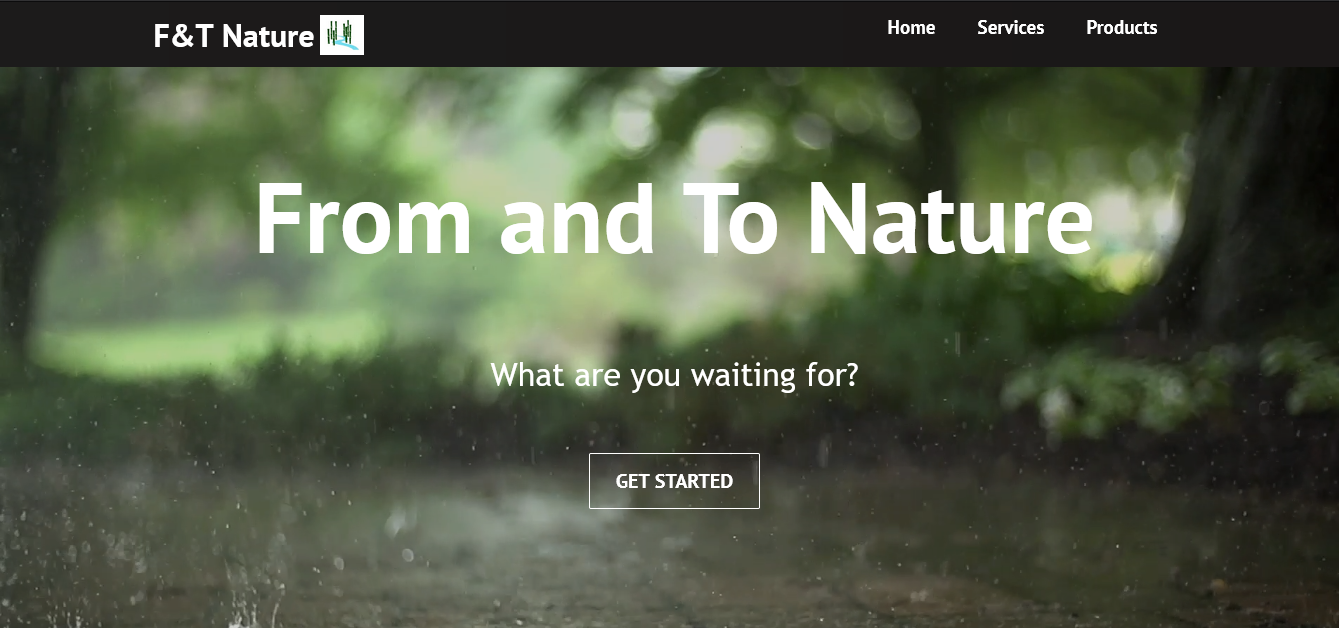 F&T Nature
Home Services Products
From and To Nature
What are you waiting for?
GET STARTED